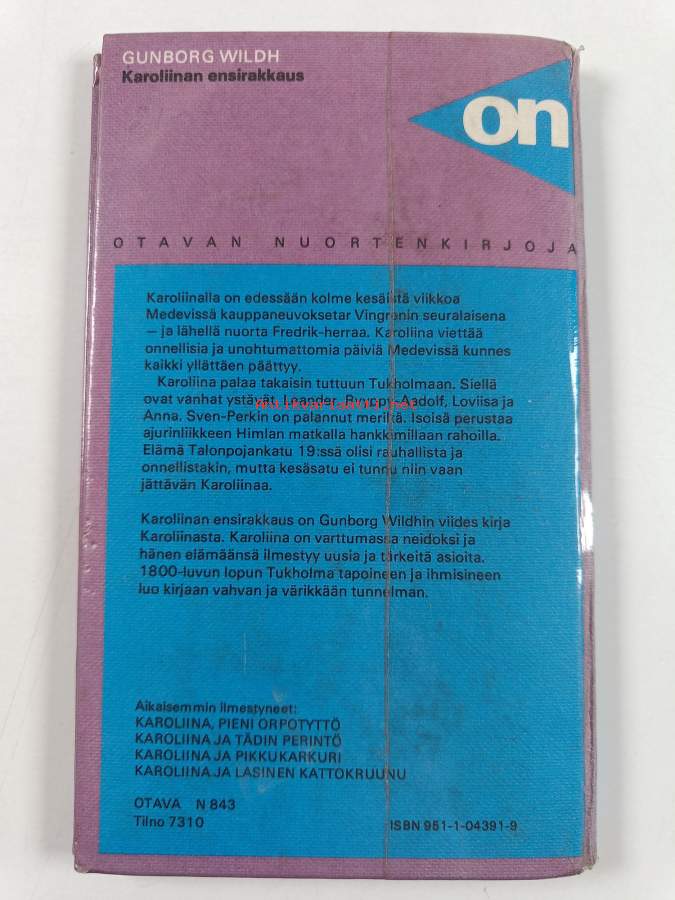 GUNBORG WILDH
Karoliinan ensirakkaus
on
OTAVAN NUORTENKIRJOJA
Karoliinalla on edessään kolme kesäistä viikkoa
Medevissä kauppaneuvoksetar Vingrenin seuralaisena
— ja lähellä nuorta Fredrik-herraa. Karoliina viettää
onnellisia ja unohtumattomia päiviä Medevissä kunnes
kaikki yllättäen päättyy.
Karoliina palaa takaisin tuttuun Tukholmaan. Siellä
ovat vanhat ystävät, Leander, Ryyppy-Aadolf, Loviisa ja
Antikvariaatti.net
Anna. Sven-Perkin on palannut meriltä. Isoisä perustaa
ajurinliikkeen Himlan matkalla hankkimillaan rahoilla.
Elämä Talonpojankatu 19:ssä olisi rauhallista ja
onnellistakin, mutta kesäsatu ei tunnu niin vaan
jättävän Karoliinaa.
Karoliinan ensirakkaus on Gunborg Wildhin viides kirja
Karoliinasta. Karoliina on varttumassa neidoksi ja
hänen elämäänsä ilmestyy uusia ja tärkeitä asioita.
1800-luvun lopun Tukholma tapoineen ja ihmisineen
luo kirjaan vahvan ja värikkään tunnelman.
Aikaisemmin ilmestyneet:
KAROLIINA, PIENI ORPOTYTTÖ
KAROLIINA JA TÄDIN PERINTÖ
KAROLIINA JA PIKKUKARKURI
KAROLIINA JA LASINEN KATTOKRUUNU
OTAVA N 843
Tilno 7310
ISBN 951-1-04391-9